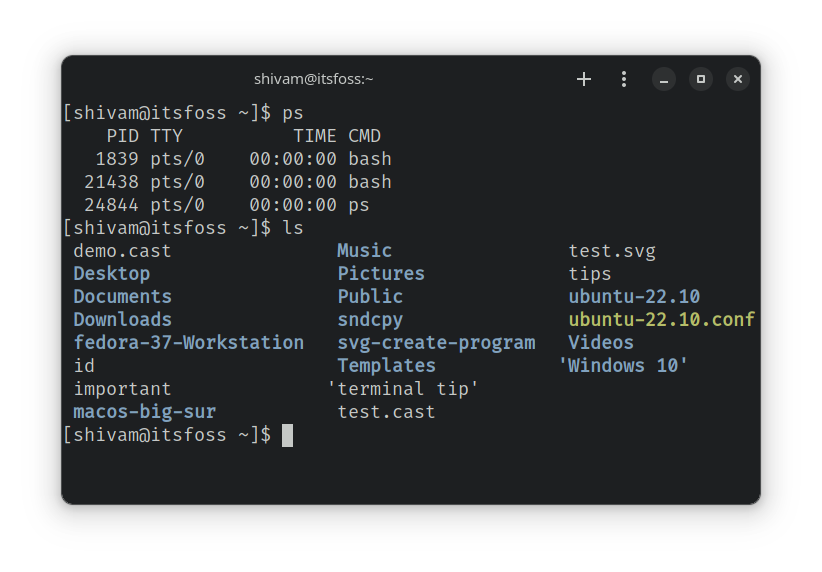 shivam@itsfoss:~
[shivam@itsfoss ~]$ ps
    PID TTY          TIME CMD
   1839 pts/0    00:00:00 bash
  21438 pts/0    00:00:00 bash
  24844 pts/0    00:00:00 ps
[shivam@itsfoss ~]$ ls
 demo.cast               Music                test.svg
 Desktop                 Pictures             tips
 Documents               Public               ubuntu-22.10
 Downloads               sndcpy               ubuntu-22.10.conf
 fedora-37-Workstation   svg-create-program   Videos
 id                      Templates           'Windows 10'
 important              'terminal tip'
 macos-big-sur           test.cast
[shivam@itsfoss ~]$